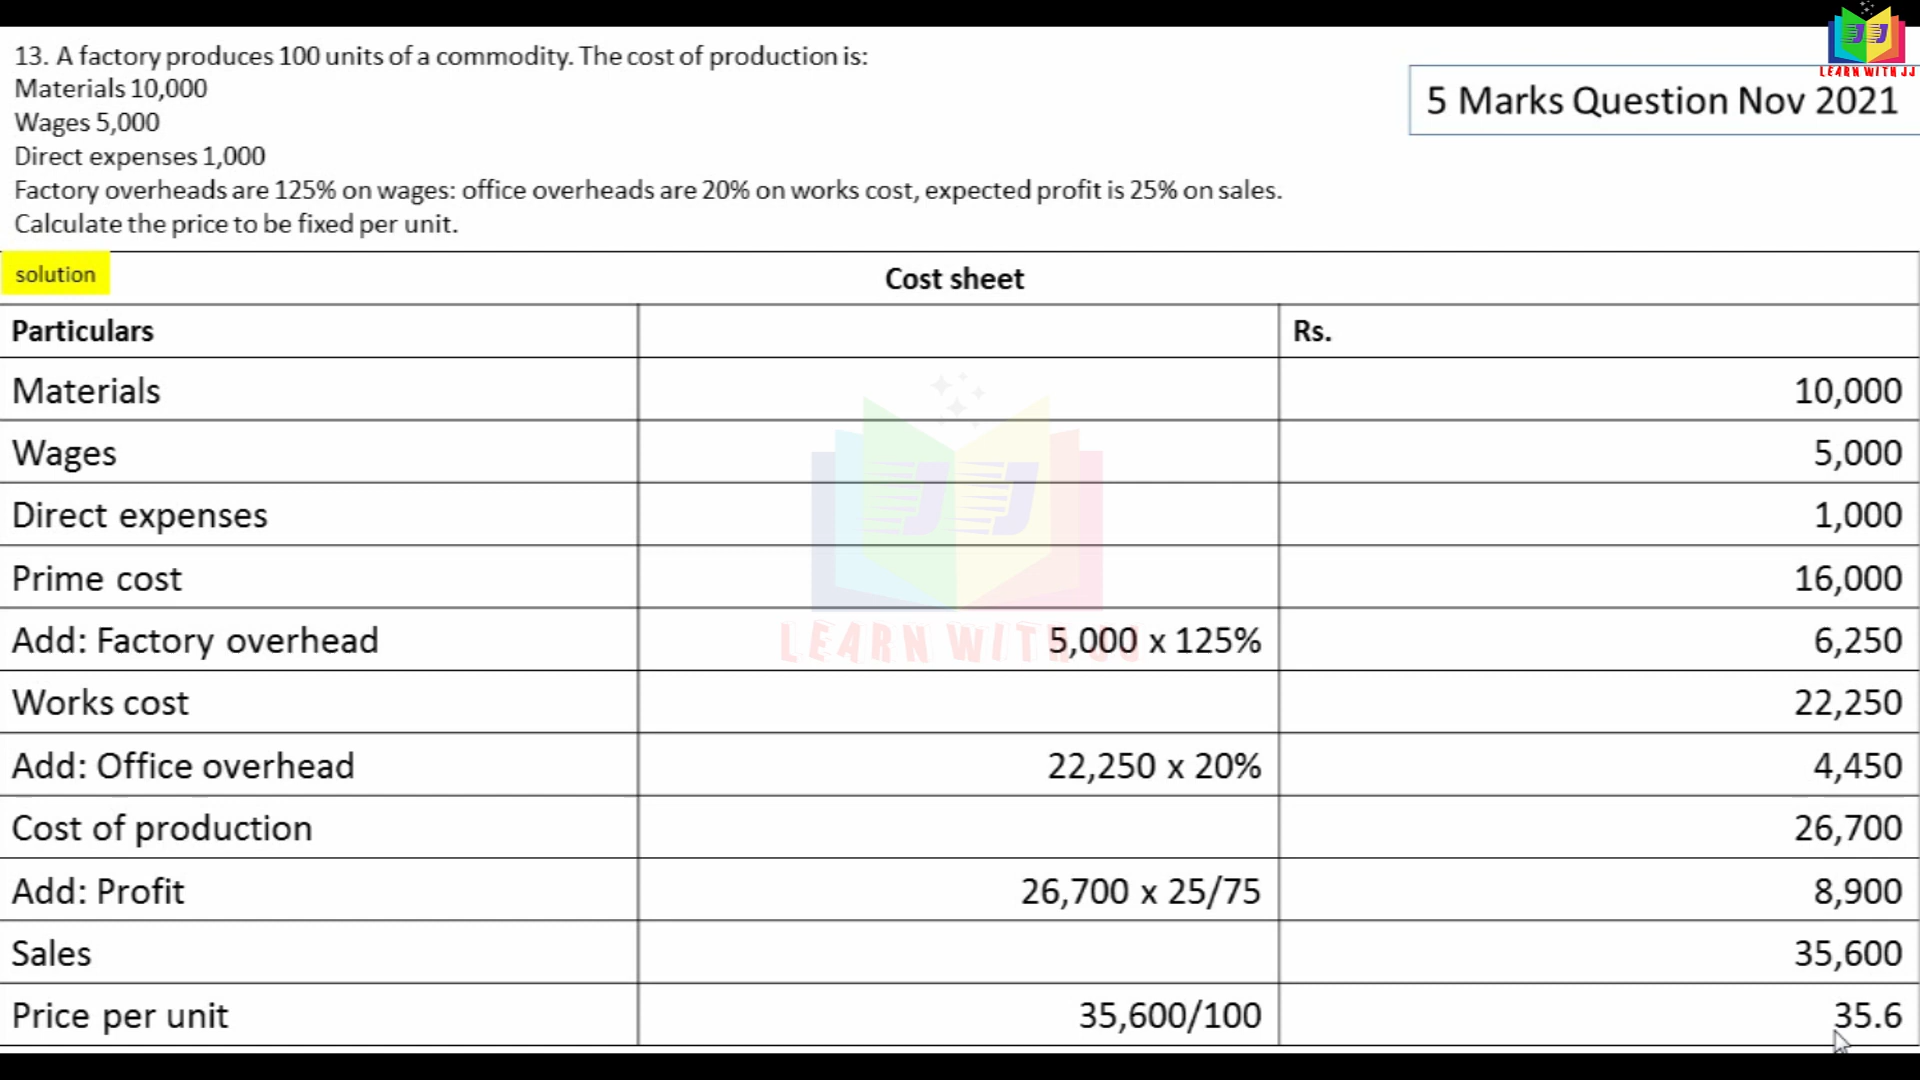 LEARN WITH JJ
13. A factory produces 100 units of a commodity. The cost of production is:
Materials 10,000
5 Marks Question Nov 2021
Wages 5,000
Direct expenses 1,000
Factory overheads are 125% on wages: office overheads are 20% on works cost, expected profit is 25% on sales.
Calculate the price to be fixed per unit.
solution Cost sheet
Particulars Rs.
Materials 10,000
Wages 5,000
Direct expenses 1,000
Prime cost 16,000
Add: Factory overhead 5,000 x 125% 6,250
LEARN WITH JJ
Works cost 22,250
Add: Office overhead 22,250 x 20% 4,450
Cost of production 26,700
Add: Profit 26,700 x 25/75 8,900
Sales 35,600
Price per unit 35,600/100 35.6